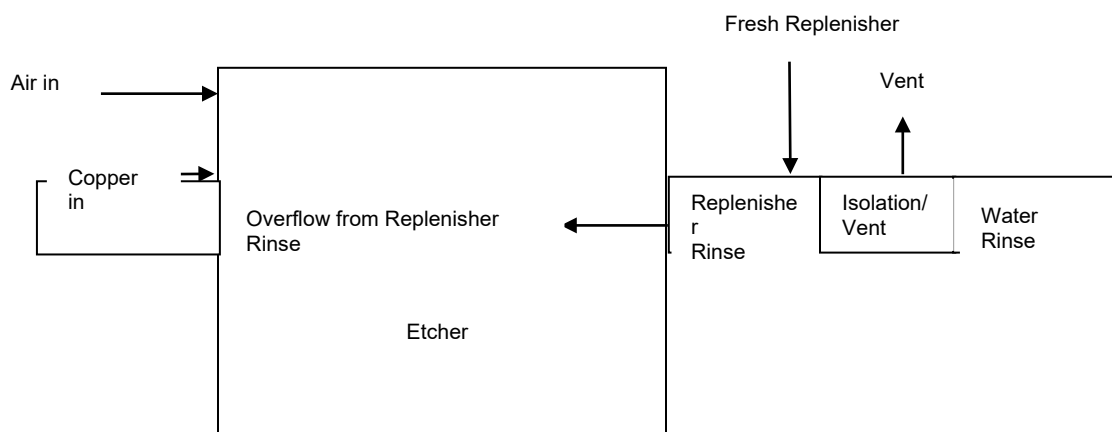 Fresh Replenisher
Air in
Vent
Copper
in
Overflow from Replenisher
Rinse
Replenishe
r
Rinse
Isolation/
Vent
Water
Rinse
Etcher